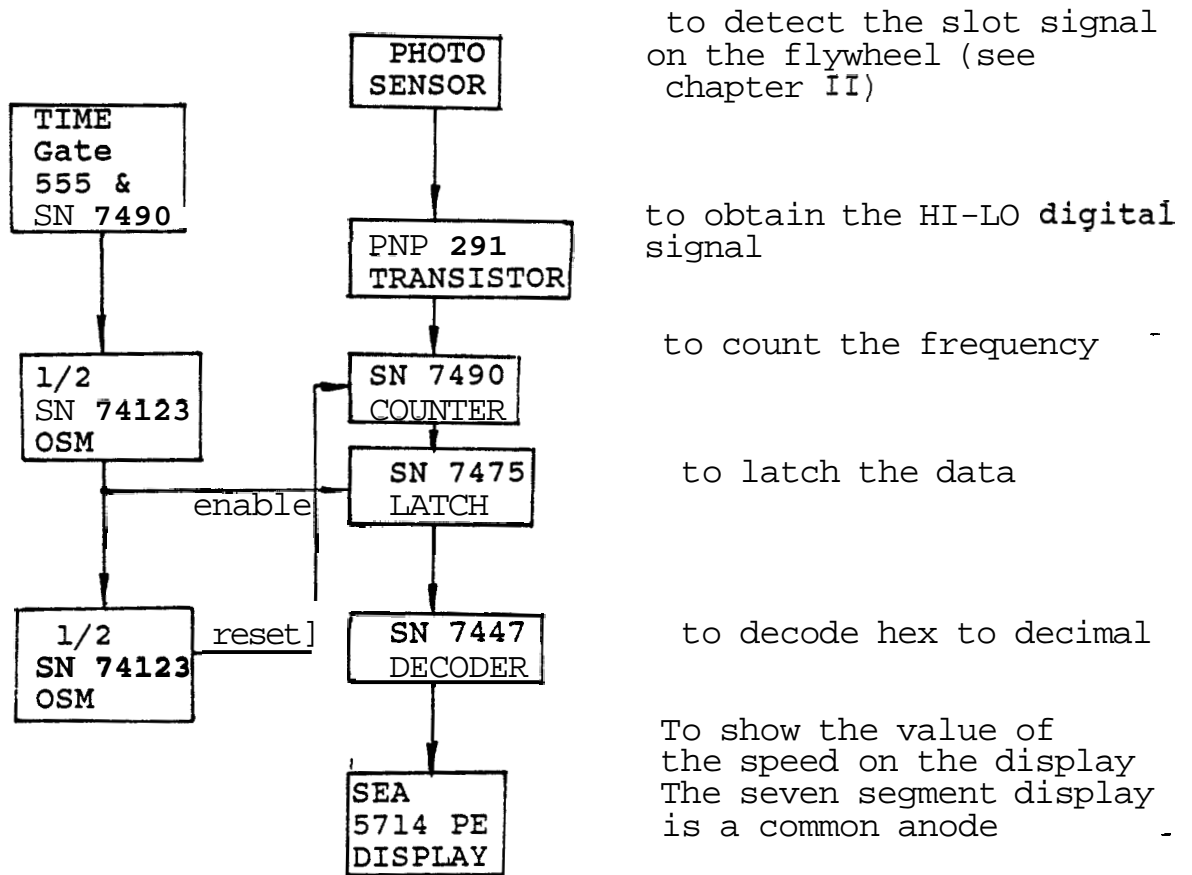 PHOTO
SENSOR
to detect the slot signal
on the flywheel (see
chapter II)
TIME
Gate
555 &
SN 7490
PNP 291
TRANSISTOR
to obtain the HI-LO digital
signal
1/2
SN 74123
OSM
SN 7490
COUNTER
to count the frequency
enable
SN 7475
LATCH
to latch the data
1/2
SN 74123
OSM
reset]
SN 7447
DECODER
to decode hex to decimal
SEA
5714 PE
DISPLAY
To show the value of
the speed on the display
The seven segment display
is a common anode